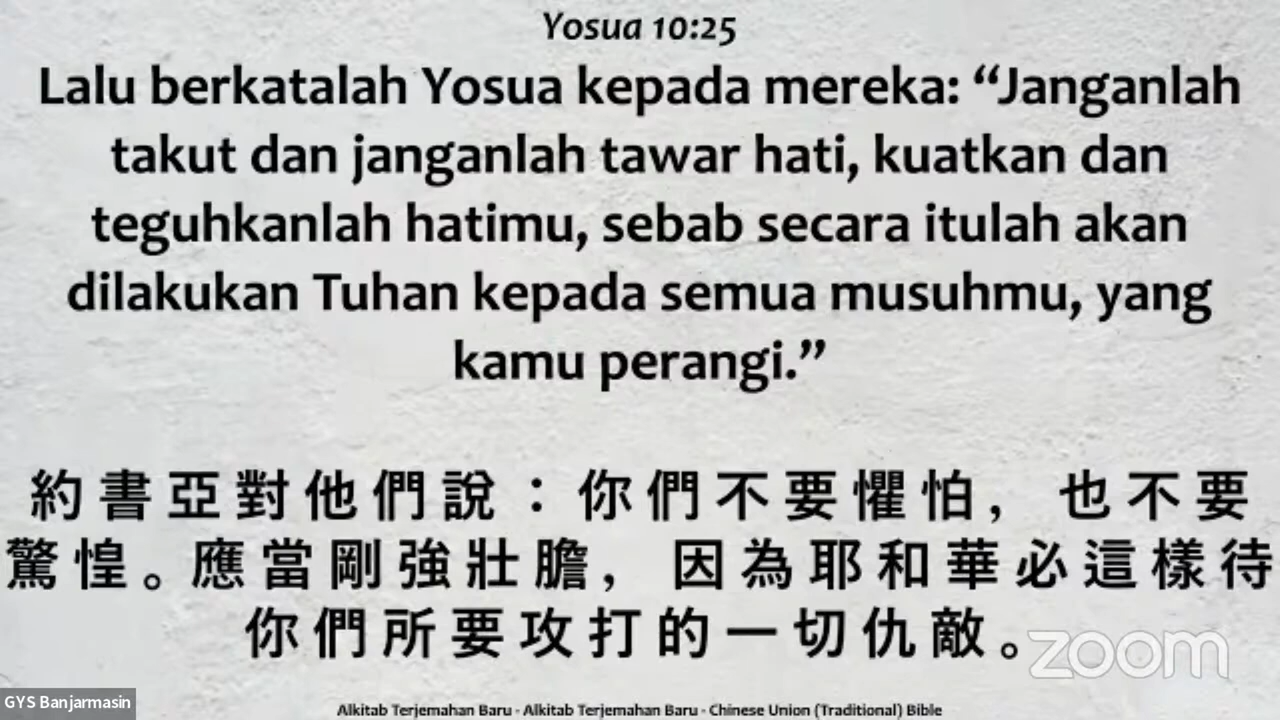 Yosua 10:25
Lalu berkatalah Yosua kepada mereka: “Janganlah
takut dan janganlah tawar hati, kuatkan dan
teguhkanlah hatimu, sebab secara itulah akan
dilakukan Tuhan kepada semua musuhmu, yang
kamu perangi.”
約書亞對他們說：你們不要懼怕，也不要
驚惶。應當剛強壯膽，因為耶和華必這樣待
你們所要攻打的一切仇敵。
zoom
GYS Banjarmasin
Alkitab Terjemahan Baru - Alkitab Terjemahan Baru - Chinese Union (Traditional) Bible